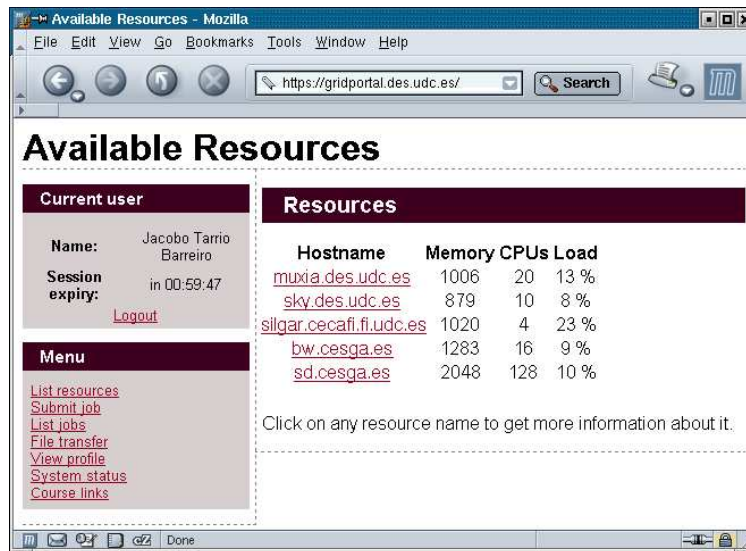 Available Resources - Mozilla
File Edit View Go Bookmarks Tools Window Help
https://gridportal.des.udc.es/ Search
Available Resources
Current user
Name: Jacobo Tarrio Barreiro
Session expiry: in 00:59:47
Logout
Menu
List resources
Submit job
List jobs
File transfer
View profile
System status
Course links
Resources
Hostname Memory CPUs Load
muxia.des.udc.es 1006 20 13 %
sky.des.udc.es 879 10 8 %
silgar.cecafi.fi.udc.es 1020 4 23 %
bw.cesga.es 1283 16 9 %
sd.cesga.es 2048 128 10 %
Click on any resource name to get more information about it.
Done